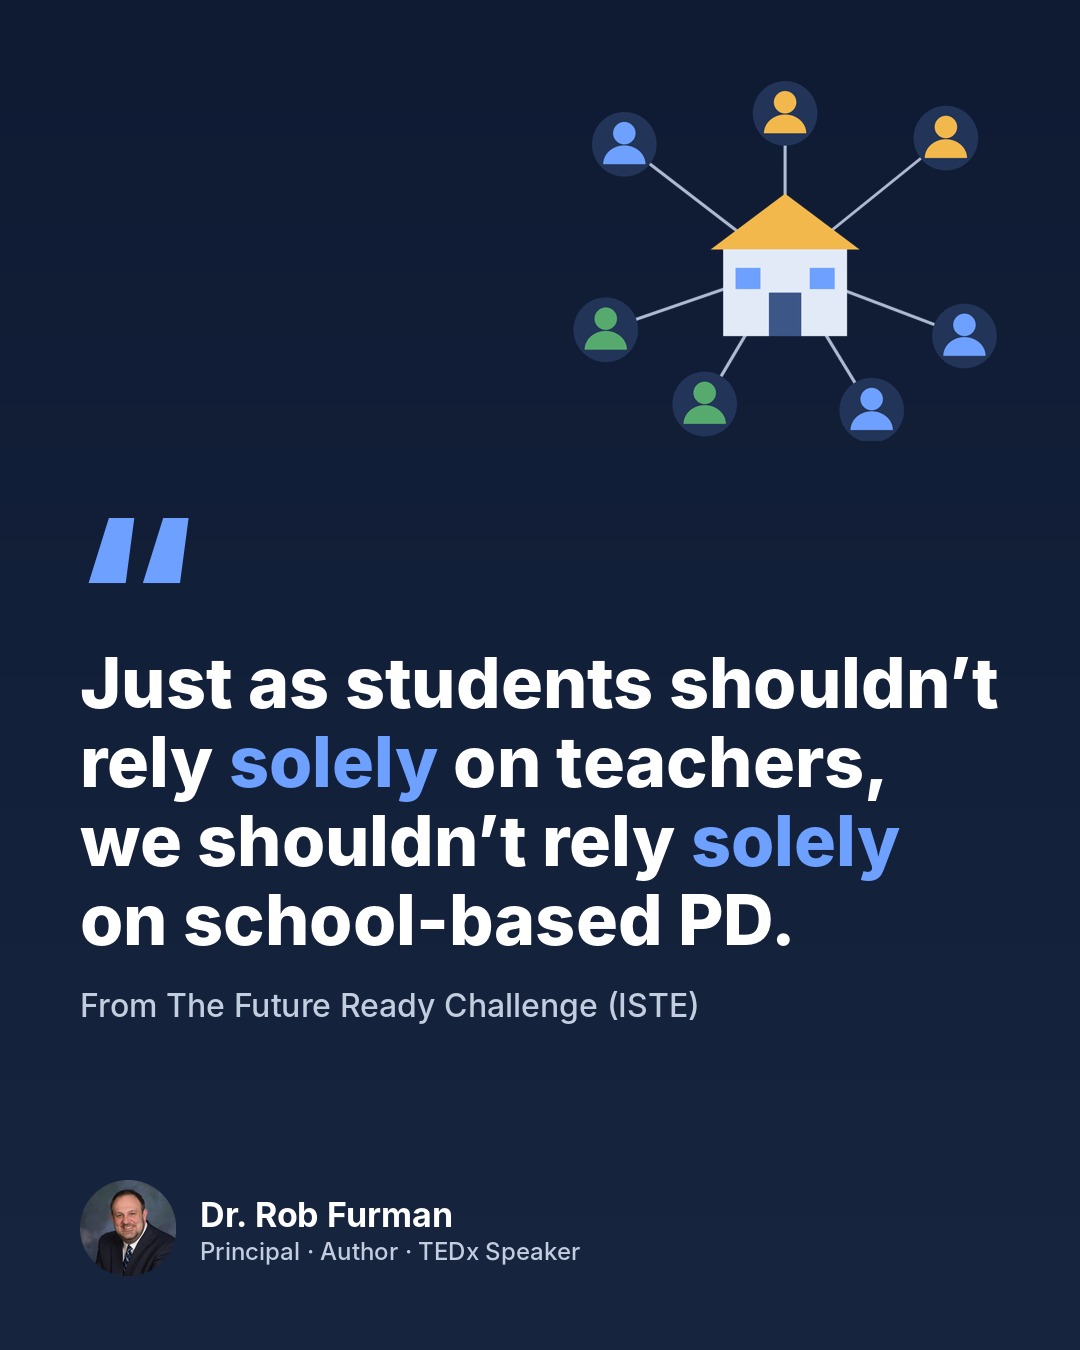 “
Just as students shouldn’t
rely solely on teachers,
we shouldn’t rely solely
on school-based PD.
From The Future Ready Challenge (ISTE)
Dr. Rob Furman
Principal · Author · TEDx Speaker